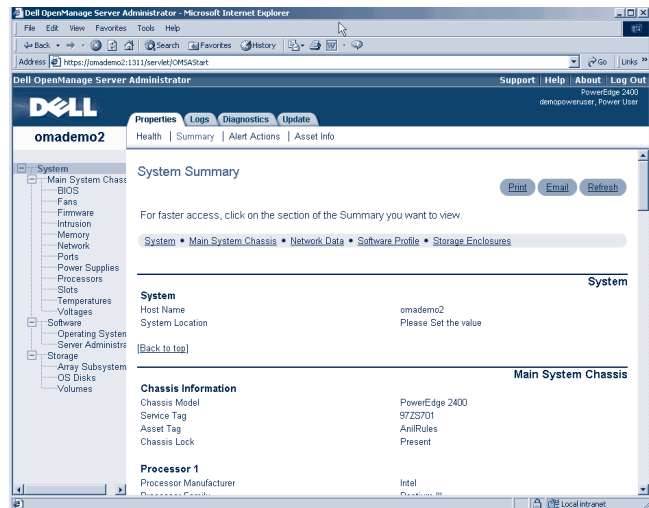 Dell OpenManage Server Administrator - Microsoft Internet Explorer
File Edit View Favorites Tools Help
Back Search Favorites History
Address https://omademo2:1311/servlet/OMSAStart Go Links »
Dell OpenManage Server Administrator Support | Help | About | Log Out
PowerEdge 2400
demopoweruser, Power User
DELL
Properties Logs Diagnostics Update
omademo2 Health | Summary | Alert Actions | Asset Info
System
Main System Chass
BIOS
Fans
Firmware
Intrusion
Memory
Network
Ports
Power Supplies
Processors
Slots
Temperatures
Voltages
Software
Operating System
Server Administra
Storage
Array Subsystem
OS Disks
Volumes
System Summary
Print Email Refresh
For faster access, click on the section of the Summary you want to view.
System • Main System Chassis • Network Data • Software Profile • Storage Enclosures
System
System
Host Name omademo2
System Location Please Set the value
[Back to top]
Main System Chassis
Chassis Information
Chassis Model PowerEdge 2400
Service Tag 97ZS701
Asset Tag AnilRules
Chassis Lock Present
Processor 1
Processor Manufacturer Intel
Processor Family Pentium III
Local intranet